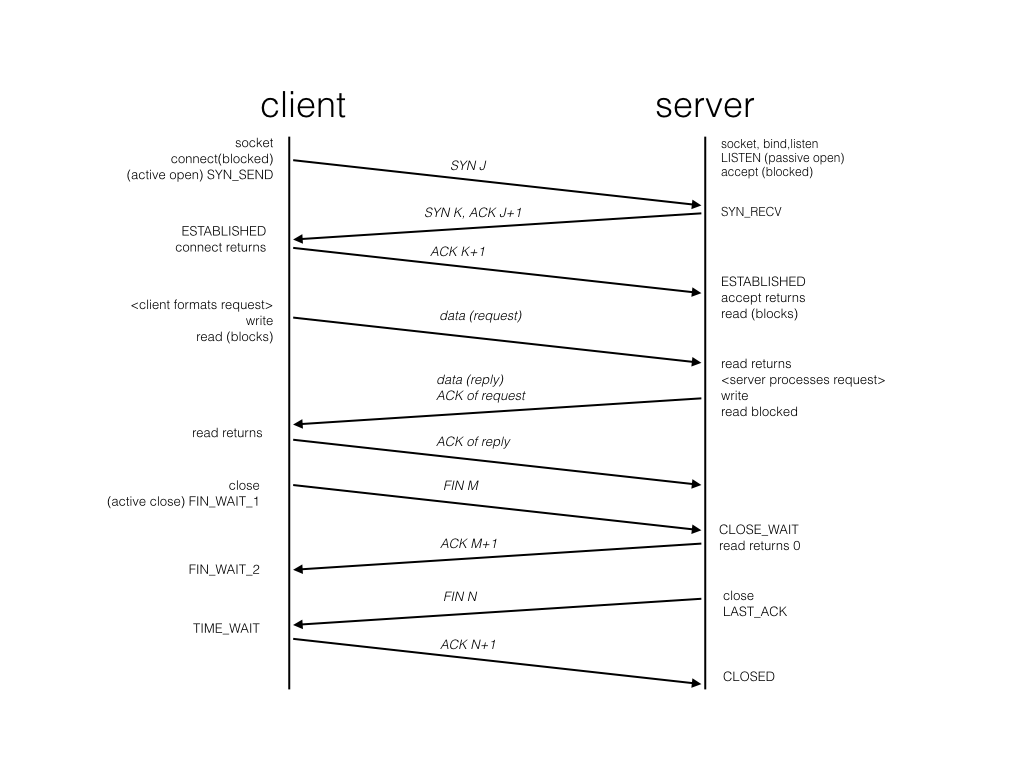 client
server
socket
connect(blocked)
(active open) SYN_SEND
socket, bind,listen
LISTEN (passive open)
accept (blocked)
SYN J
SYN_RECV
SYN K, ACK J+1
ESTABLISHED
connect returns
ACK K+1
ESTABLISHED
accept returns
read (blocks)
<client formats request>
write
read (blocks)
data (request)
read returns
<server processes request>
write
read blocked
data (reply)
ACK of request
read returns
ACK of reply
close
(active close) FIN_WAIT_1
FIN M
CLOSE_WAIT
read returns 0
ACK M+1
FIN_WAIT_2
close
LAST_ACK
FIN N
TIME_WAIT
ACK N+1
CLOSED